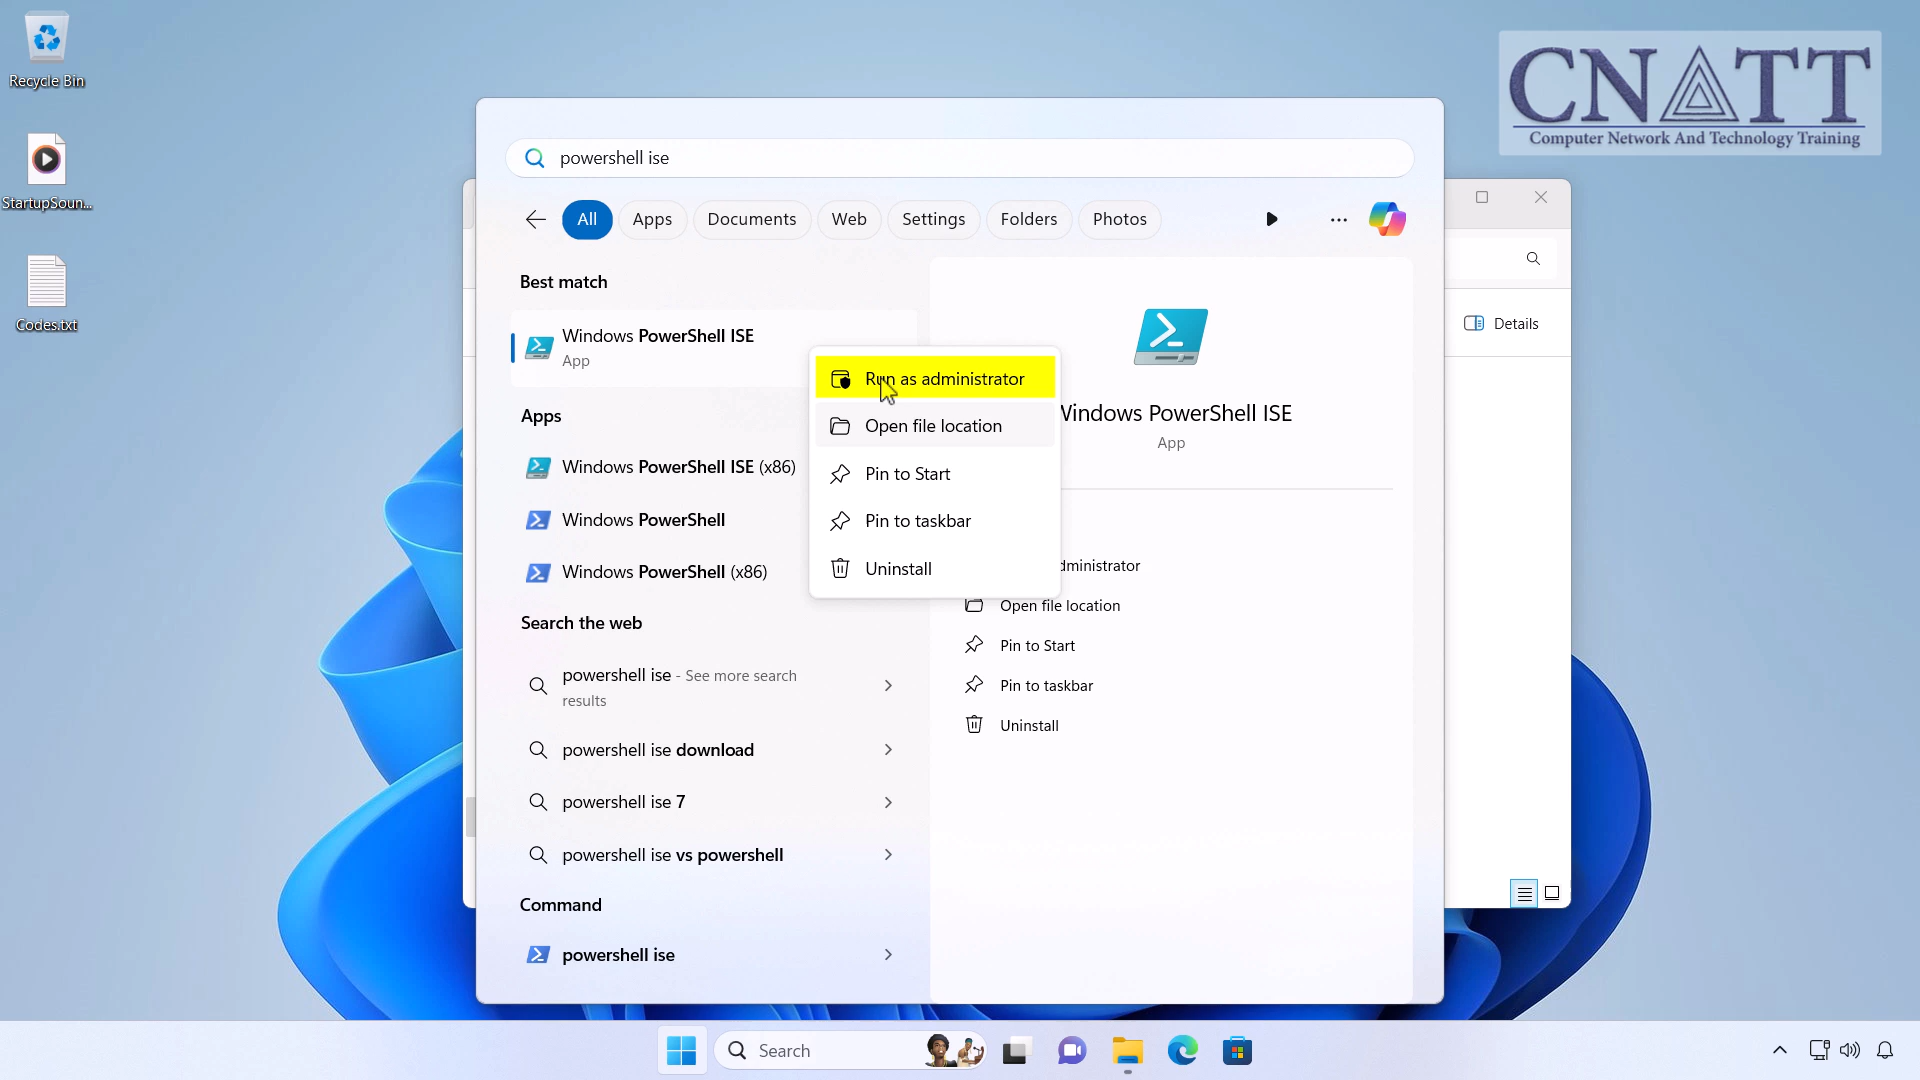 Recycle Bin
StartupSoun...
Codes.txt
CNATT
Computer Network And Technology Training
powershell ise
All
Apps
Documents
Web
Settings
Folders
Photos
Best match
Windows PowerShell ISE
App
Apps
Windows PowerShell ISE (x86)
Windows PowerShell
Windows PowerShell (x86)
Search the web
powershell ise - See more search
results
powershell ise download
powershell ise 7
powershell ise vs powershell
Command
powershell ise
Run as administrator
Open file location
Pin to Start
Pin to taskbar
Uninstall
Windows PowerShell ISE
App
dministrator
Open file location
Pin to Start
Pin to taskbar
Uninstall
Details
Search